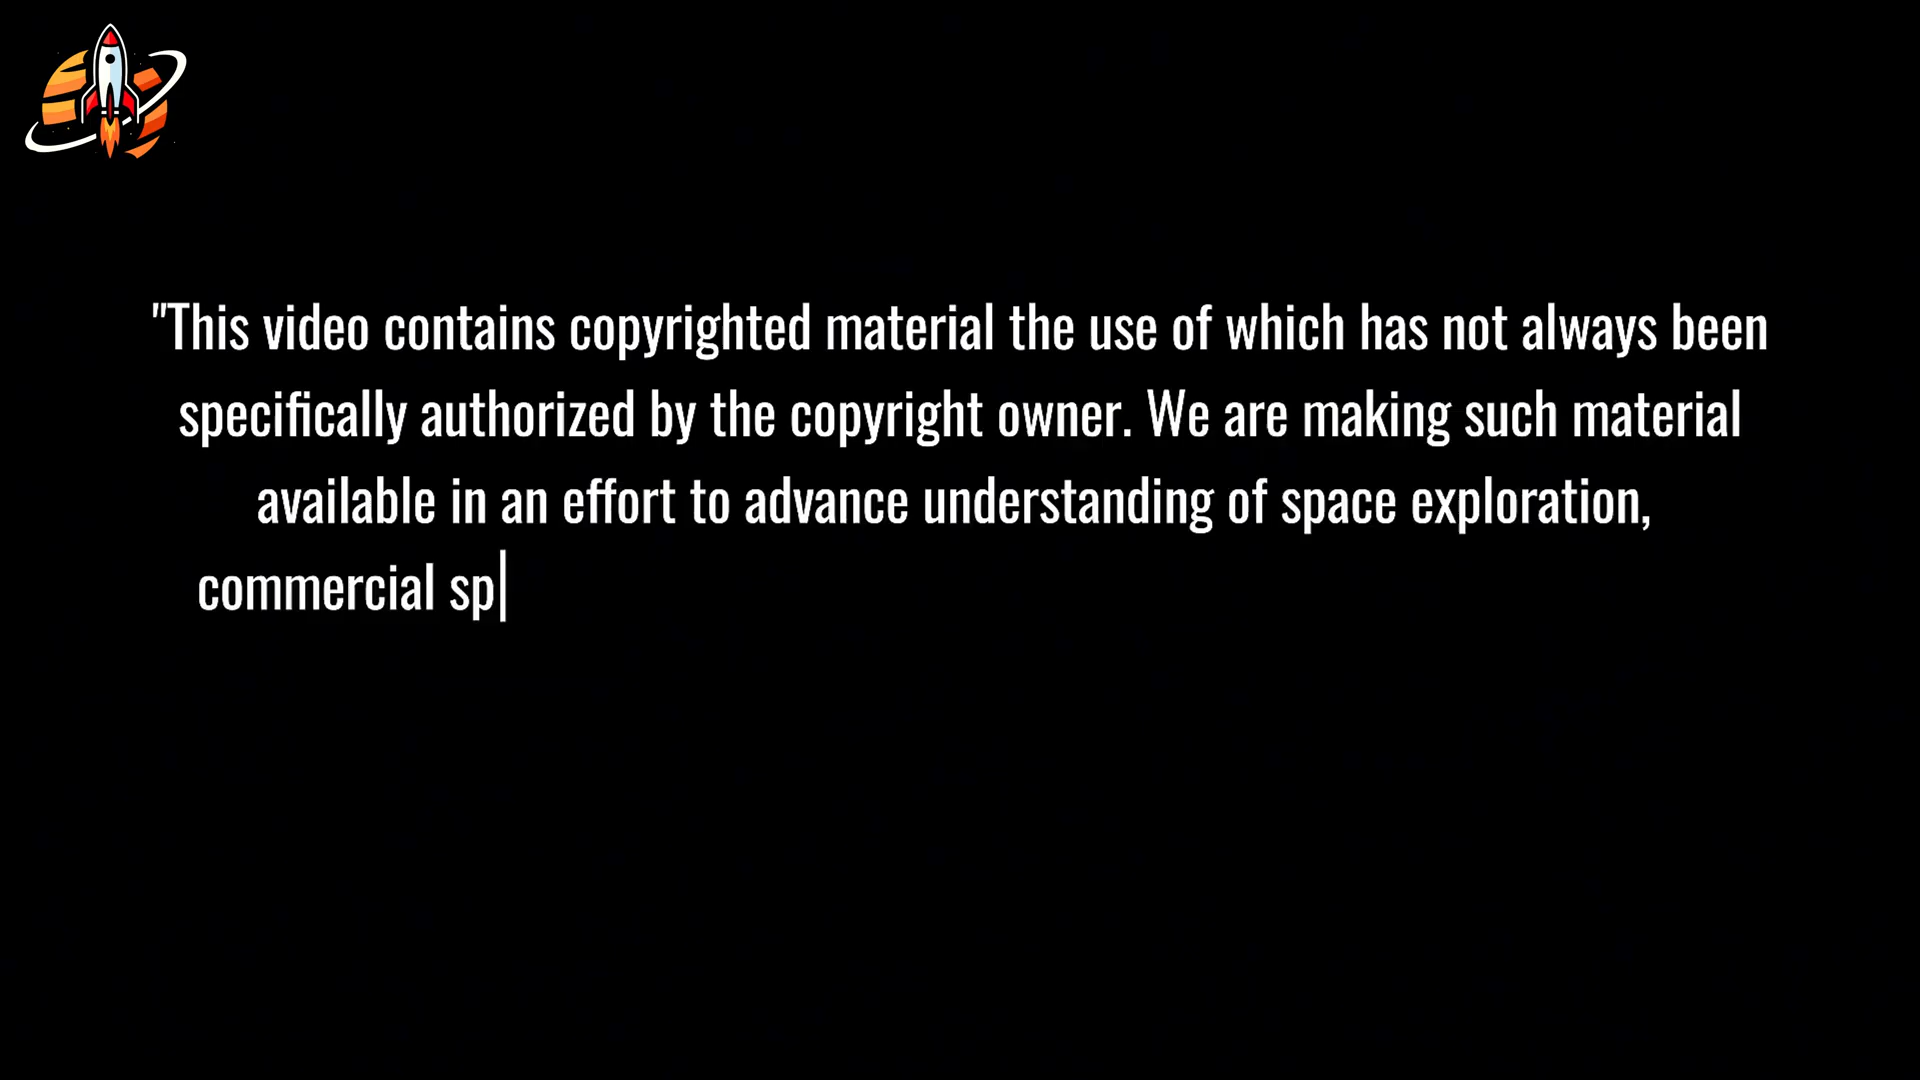 "This video contains copyrighted material the use of which has not always been
specifically authorized by the copyright owner. We are making such material
available in an effort to advance understanding of space exploration,
commercial sp